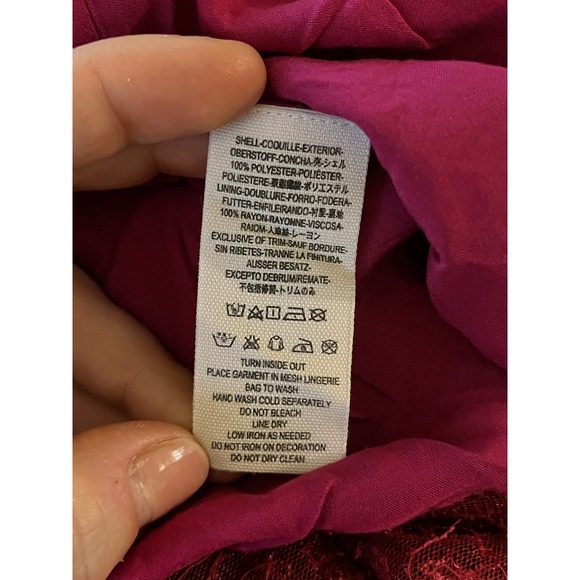 SHELL-COQUILLE-EXTERIOR-
OBERSTOFF-CONCHA-壳-シェル
100% POLYESTER-POLIÉSTER-
POLIESTERE-聚酯纖維-ポリエステル
LINING-DOUBLURE-FORRO-FODERA-
FUTTER-ENFILEIRANDO-衬服-裏地
100% RAYON-RAYONNE-VISCOSA-
RAIOM-人造絲-レーヨン
EXCLUSIVE OF TRIM-SAUF BORDURE-
SIN RIBETES-TRANNE LA FINITURA-
AUSSER BESATZ-
EXCEPTO DEBRUM/REMATE-
不包括修剪-トリムのみ
TURN INSIDE OUT
PLACE GARMENT IN MESH LINGERIE
BAG TO WASH
HAND WASH COLD SEPARATELY
DO NOT BLEACH
LINE DRY
LOW IRON AS NEEDED
DO NOT IRON ON DECORATION
DO NOT DRY CLEAN